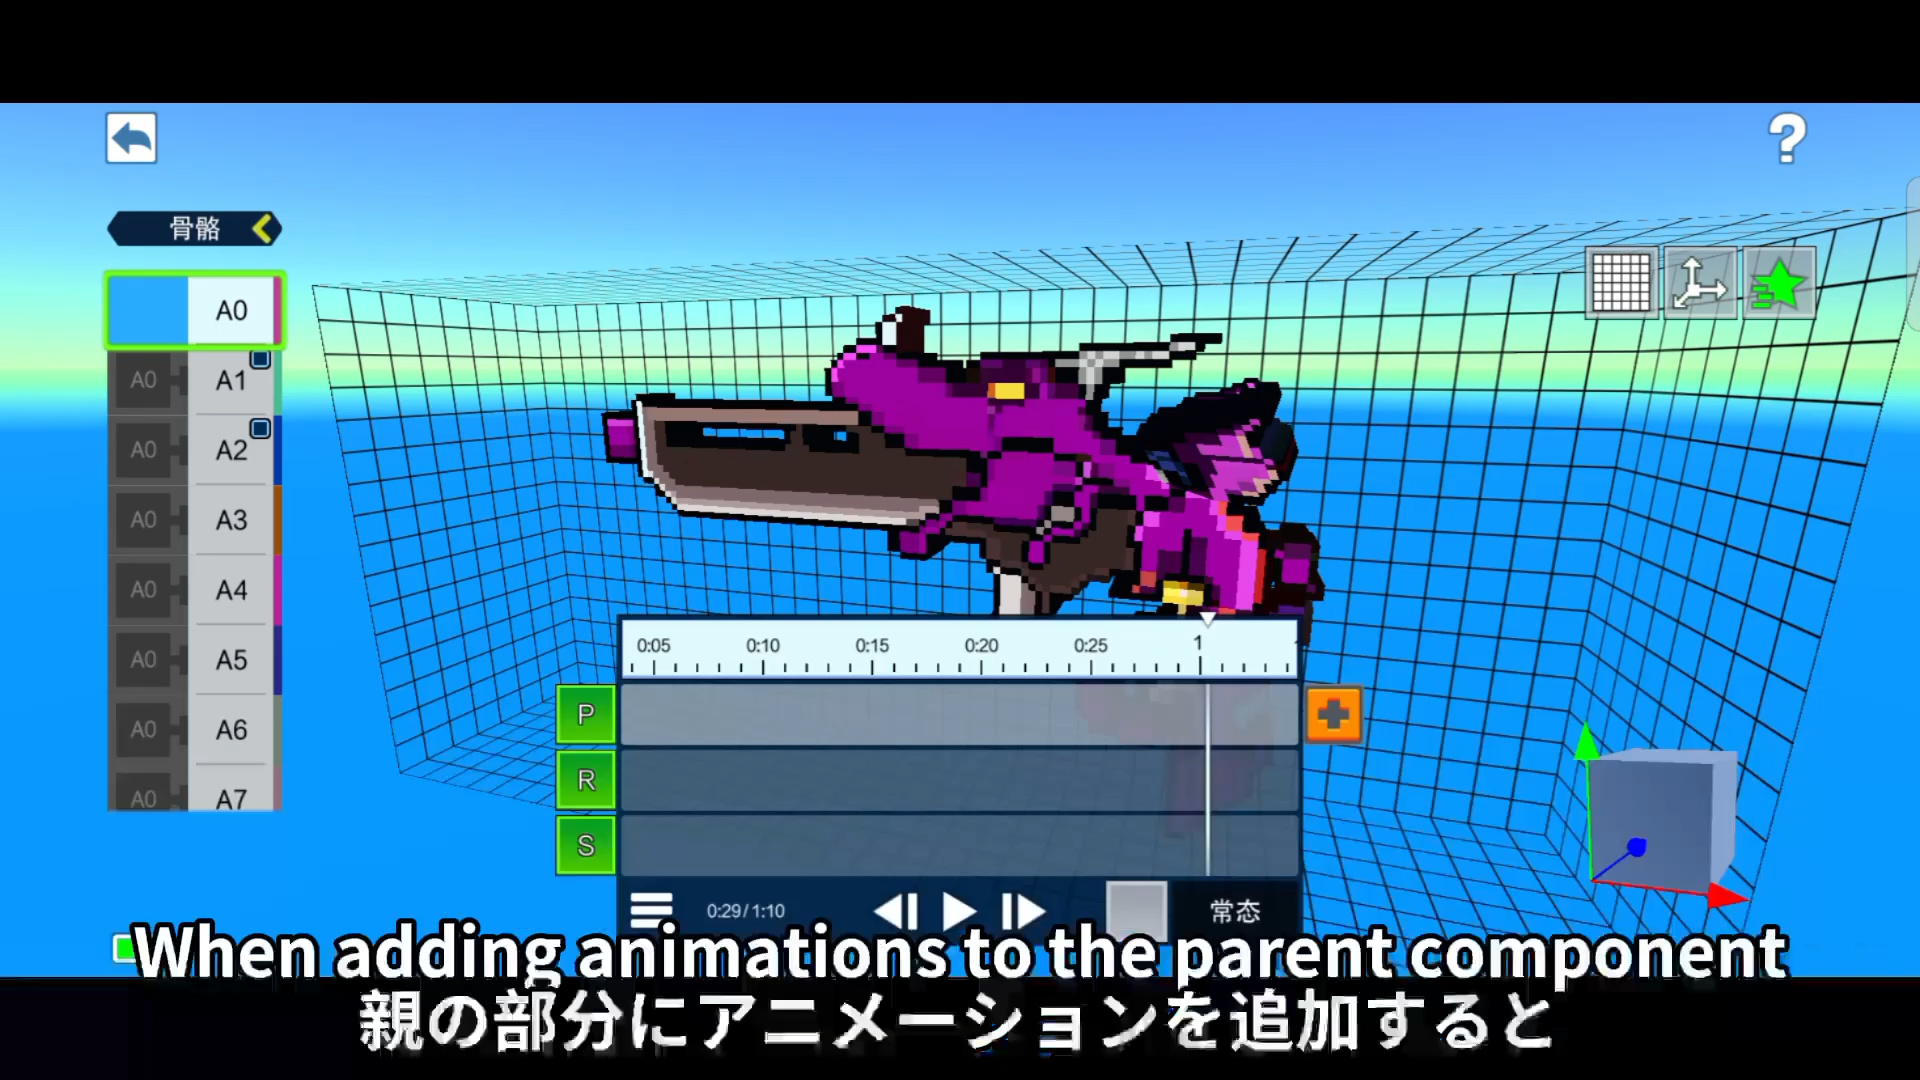 ?
骨骼
A0
A0 A1
A0 A2
A0 A3
A0 A4
A0 A5
A0 A6
A0 A7
0:05 0:10 0:15 0:20 0:25 1
P
R
S
0:29/1:10
常态
When adding animations to the parent component
親の部分にアニメーションを追加すると